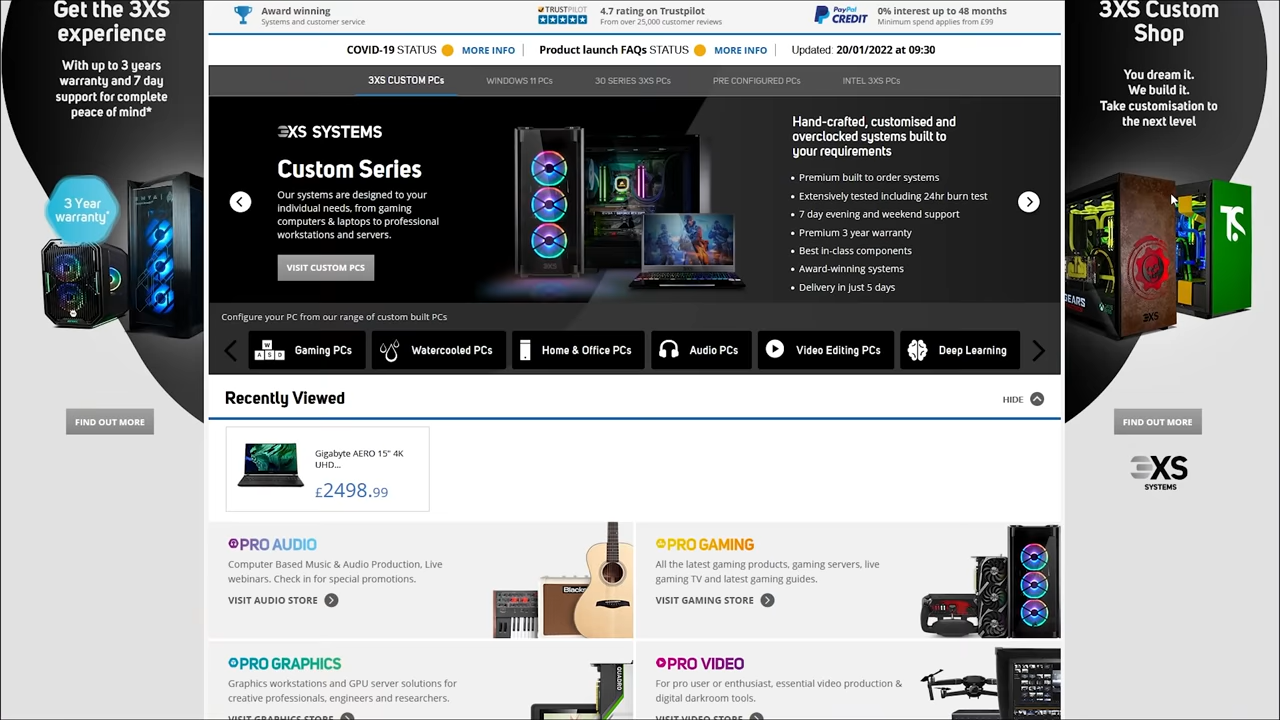 Get the 3XS
experience
With up to 3 years
warranty and 7 day
support for complete
peace of mind*
3 Year
warranty*
FIND OUT MORE
Award winning
Systems and customer service
TRUSTPILOT
4.7 rating on Trustpilot
From over 25,000 customer reviews
PayPal
CREDIT
0% interest up to 48 months
Minimum spend applies from £99
COVID-19 STATUS MORE INFO | Product launch FAQs STATUS MORE INFO | Updated: 20/01/2022 at 09:30
3XS CUSTOM PCs WINDOWS 11 PCs 30 SERIES 3XS PCs PRE CONFIGURED PCs INTEL 3XS PCs
3XS SYSTEMS
Custom Series
Our systems are designed to your
individual needs, from gaming
computers & laptops to professional
workstations and servers.
VISIT CUSTOM PCS
Hand-crafted, customised and
overclocked systems built to
your requirements
• Premium built to order systems
• Extensively tested including 24hr burn test
• 7 day evening and weekend support
• Premium 3 year warranty
• Best in-class components
• Award-winning systems
• Delivery in just 5 days
Configure your PC from our range of custom built PCs
W
A S D
Gaming PCs Watercooled PCs Home & Office PCs Audio PCs Video Editing PCs Deep Learning
Recently Viewed
HIDE
Gigabyte AERO 15" 4K
UHD...
£2498.99
PRO AUDIO
Computer Based Music & Audio Production, Live
webinars. Check in for special promotions.
VISIT AUDIO STORE
Blackstar
PRO GAMING
All the latest gaming products, gaming servers, live
gaming TV and latest gaming guides.
VISIT GAMING STORE
PRO GRAPHICS
Graphics workstations and GPU server solutions for
creative professionals, gamers and researchers.
VISIT GRAPHICS STORE
QUADRO
PRO VIDEO
For pro user or enthusiast, essential video production &
digital darkroom tools.
VISIT VIDEO STORE
3XS Custom
Shop
You dream it.
We build it.
Take customisation to
the next level
GEARS
3XS
TS
FIND OUT MORE
3XS
SYSTEMS